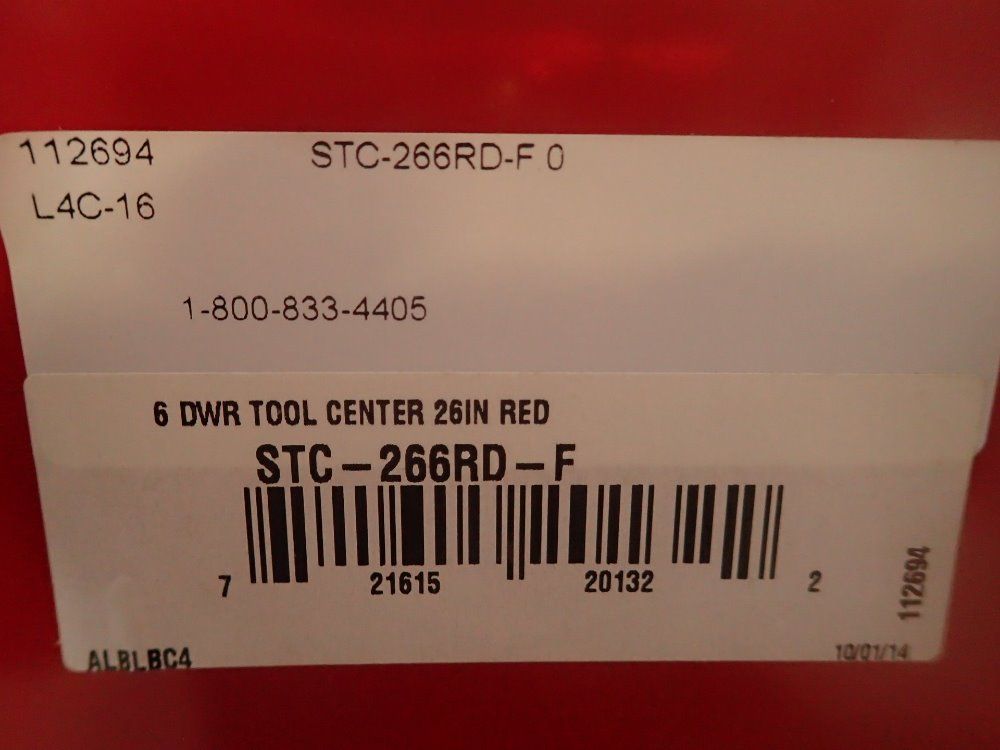 112694 STC-266RD-F 0
L4C-16
1-800-833-4405
6 DWR TOOL CENTER 26IN RED
STC-266RD-F
7 21615 20132 2
112694
ALBLBC4 10/01/14